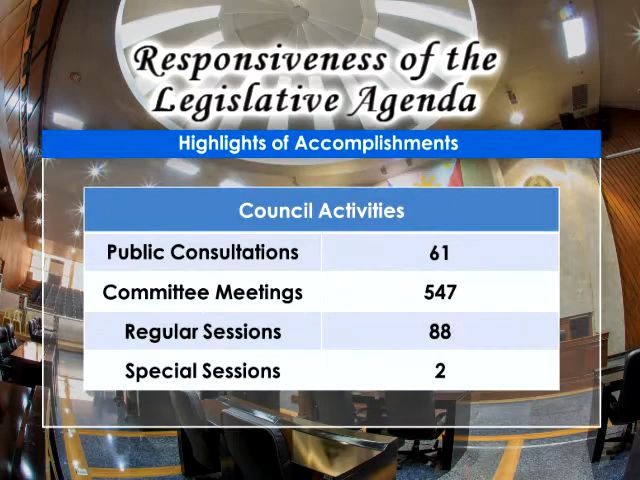 Responsiveness of the
Legislative Agenda
Highlights of Accomplishments
Council Activities
Public Consultations 61
Committee Meetings 547
Regular Sessions 88
Special Sessions 2